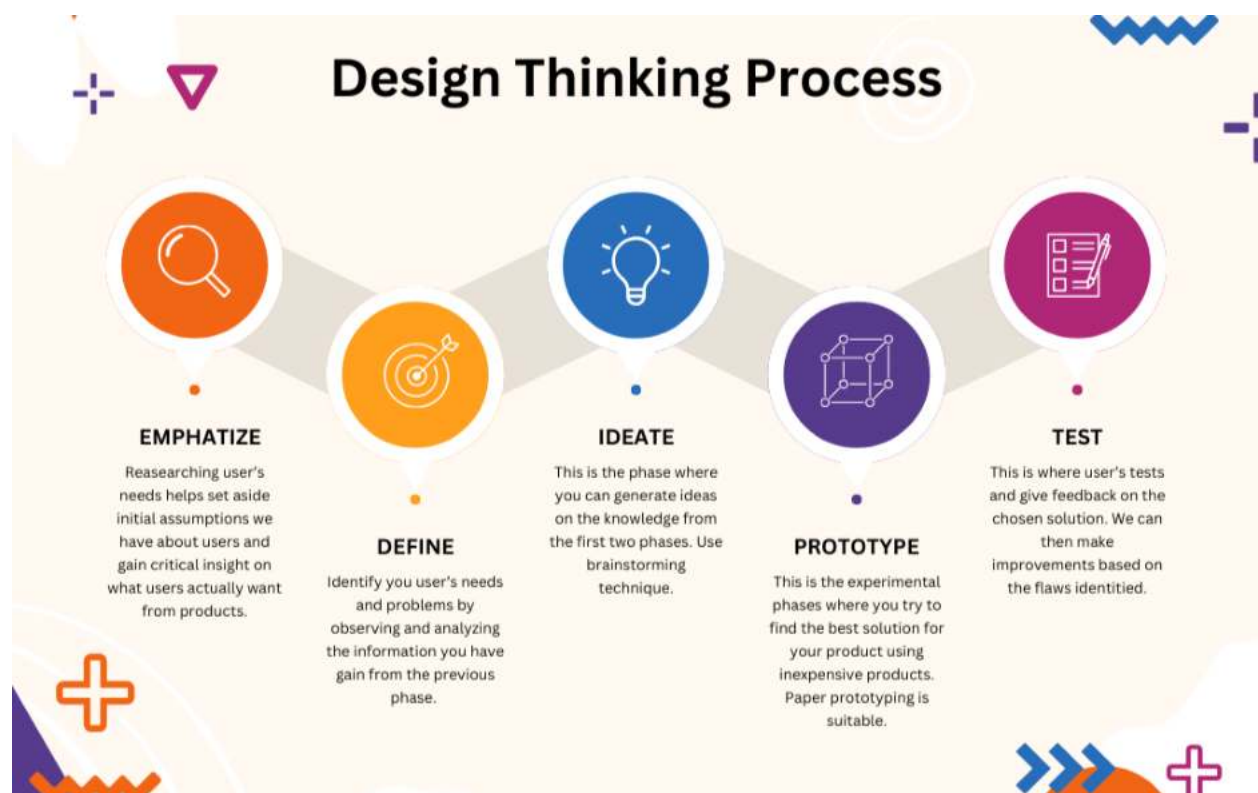 Design Thinking Process
EMPHATIZE
Reasearching user's
needs helps set aside
initial assumptions we
have about users and
gain critical insight on
what users actually want
from products.
DEFINE
Identify you user's needs
and problems by
observing and analyzing
the information you have
gain from the previous
phase.
IDEATE
This is the phase where
you can generate ideas
on the knowledge from
the first two phases. Use
brainstorming
technique.
PROTOTYPE
This is the experimental
phases where you try to
find the best solution for
your product using
inexpensive products.
Paper prototyping is
suitable.
TEST
This is where user's tests
and give feedback on the
chosen solution. We can
then make
improvements based on
the flaws identitied.